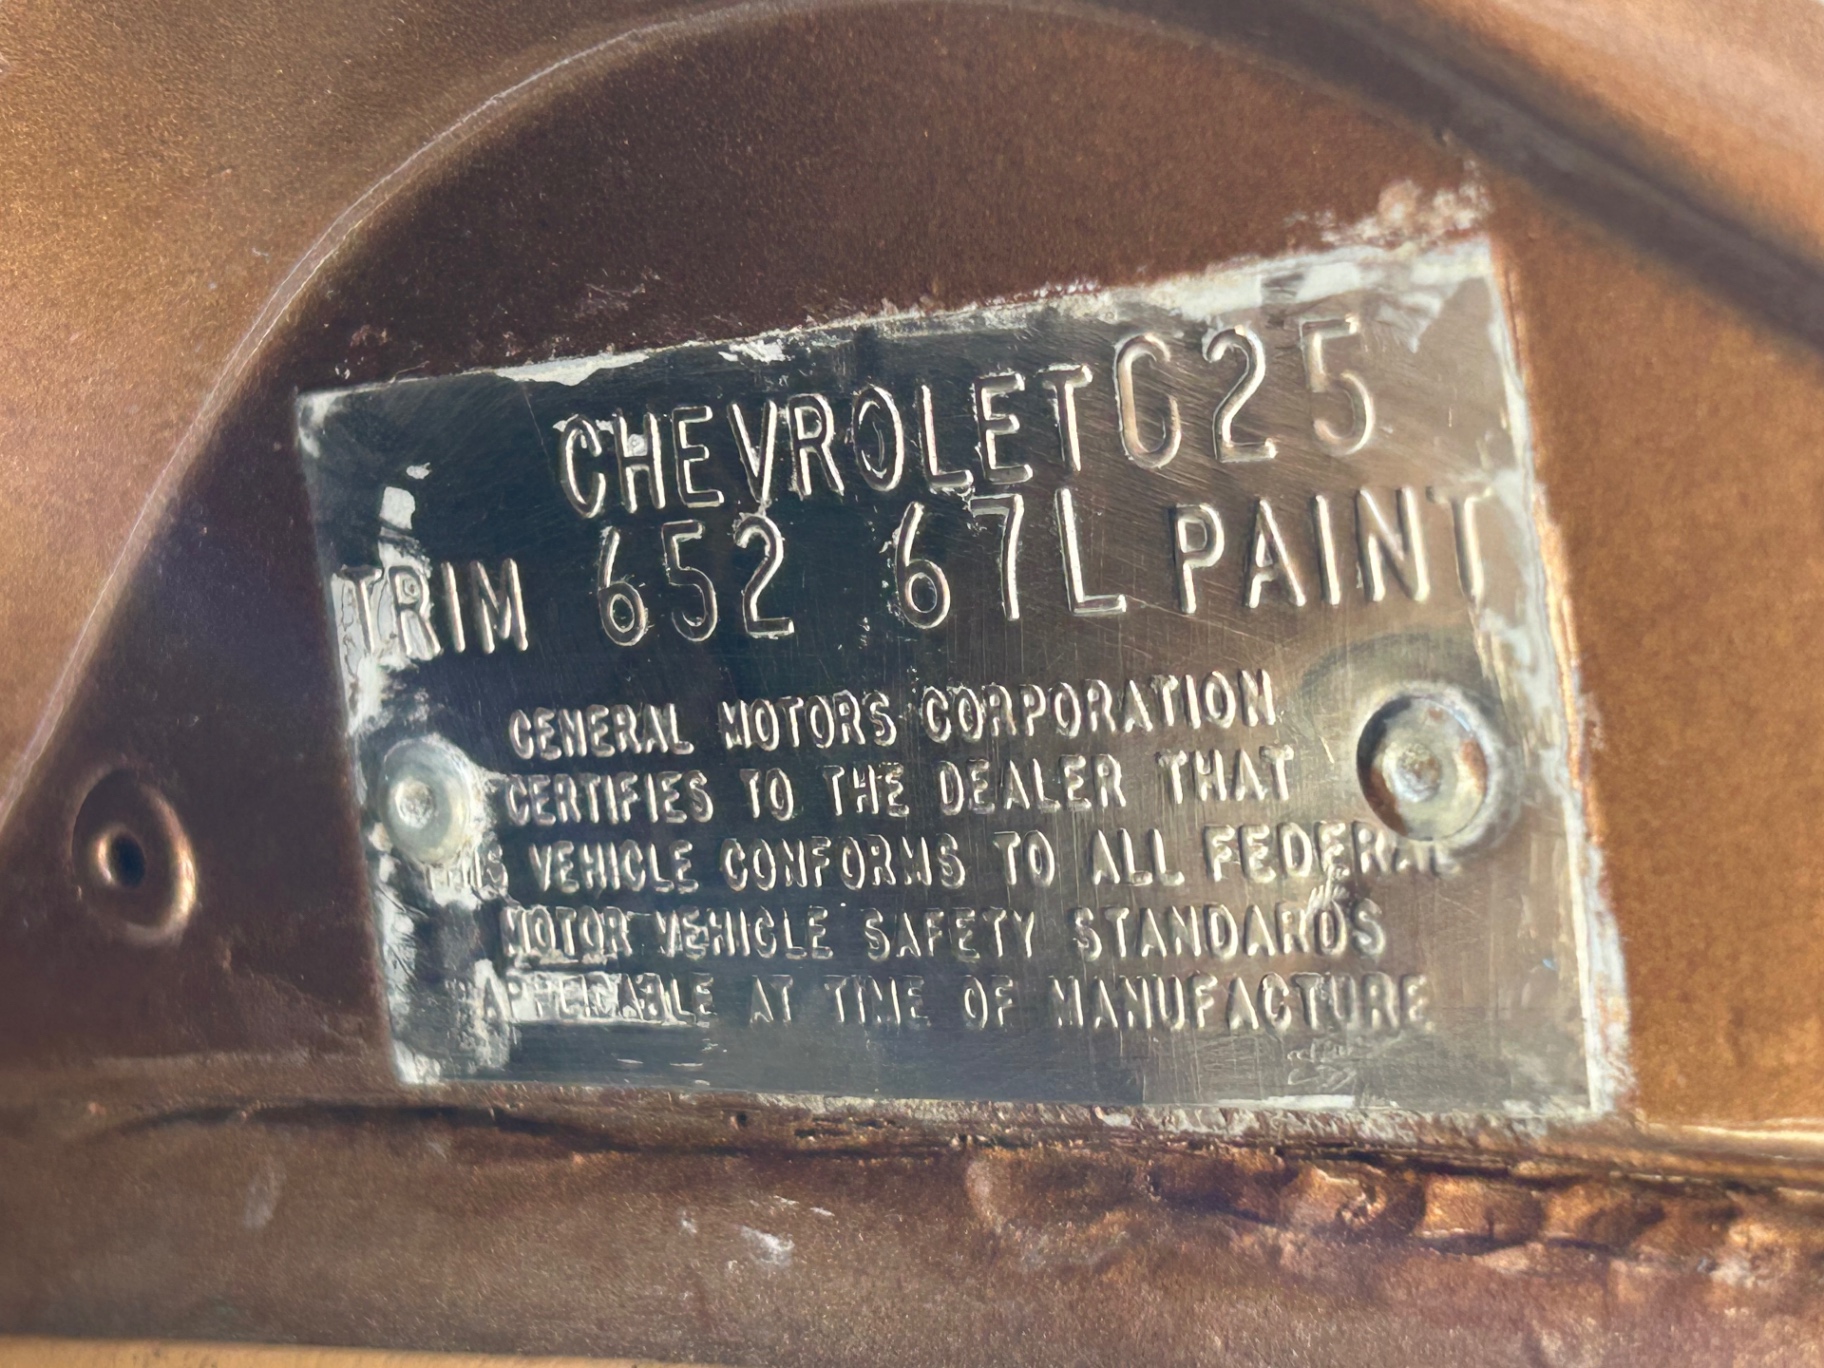 CHEVROLET C25
TRIM 652 67L PAINT
GENERAL MOTORS CORPORATION
CERTIFIES TO THE DEALER THAT
THIS VEHICLE CONFORMS TO ALL FEDERAL
MOTOR VEHICLE SAFETY STANDARDS
APPLICABLE AT TIME OF MANUFACTURE